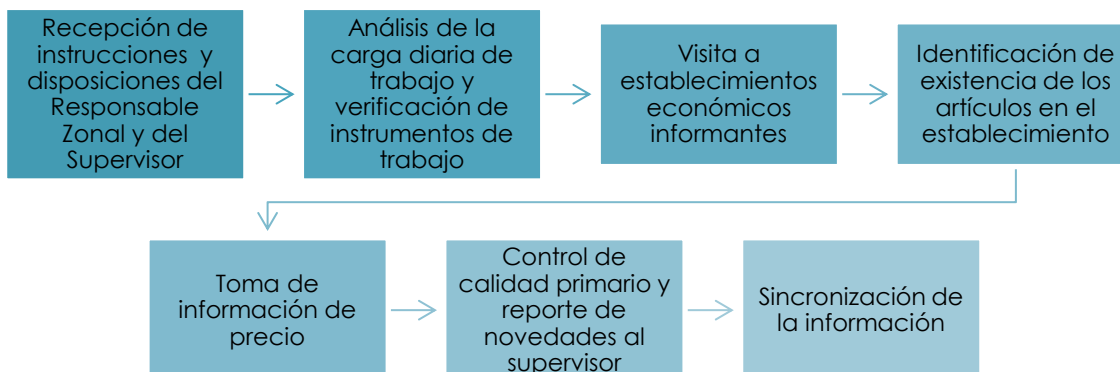 Recepción de
instrucciones y
disposiciones del
Responsable
Zonal y del
Supervisor
Análisis de la
carga diaria de
trabajo y
verificación de
instrumentos de
trabajo
Visita a
establecimientos
económicos
informantes
Identificación de
existencia de los
artículos en el
establecimiento
Toma de
información de
precio
Control de
calidad primario y
reporte de
novedades al
supervisor
Sincronización de
la información